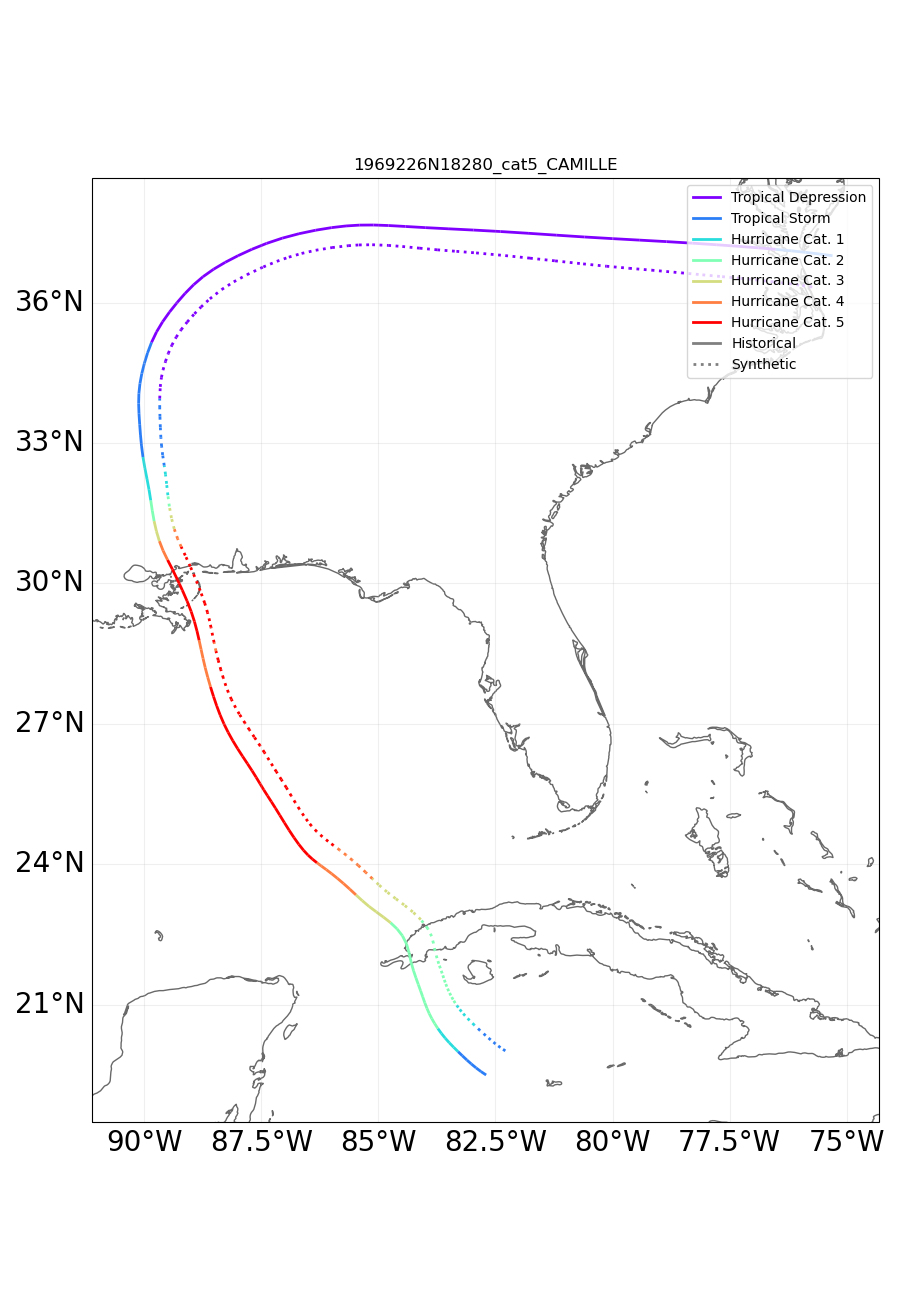 1969226N18280_cat5_CAMILLE
Tropical Depression
Tropical Storm
Hurricane Cat. 1
Hurricane Cat. 2
Hurricane Cat. 3
Hurricane Cat. 4
Hurricane Cat. 5
Historical
Synthetic
36°N
33°N
30°N
27°N
24°N
21°N
90°W 87.5°W 85°W 82.5°W 80°W 77.5°W 75°W